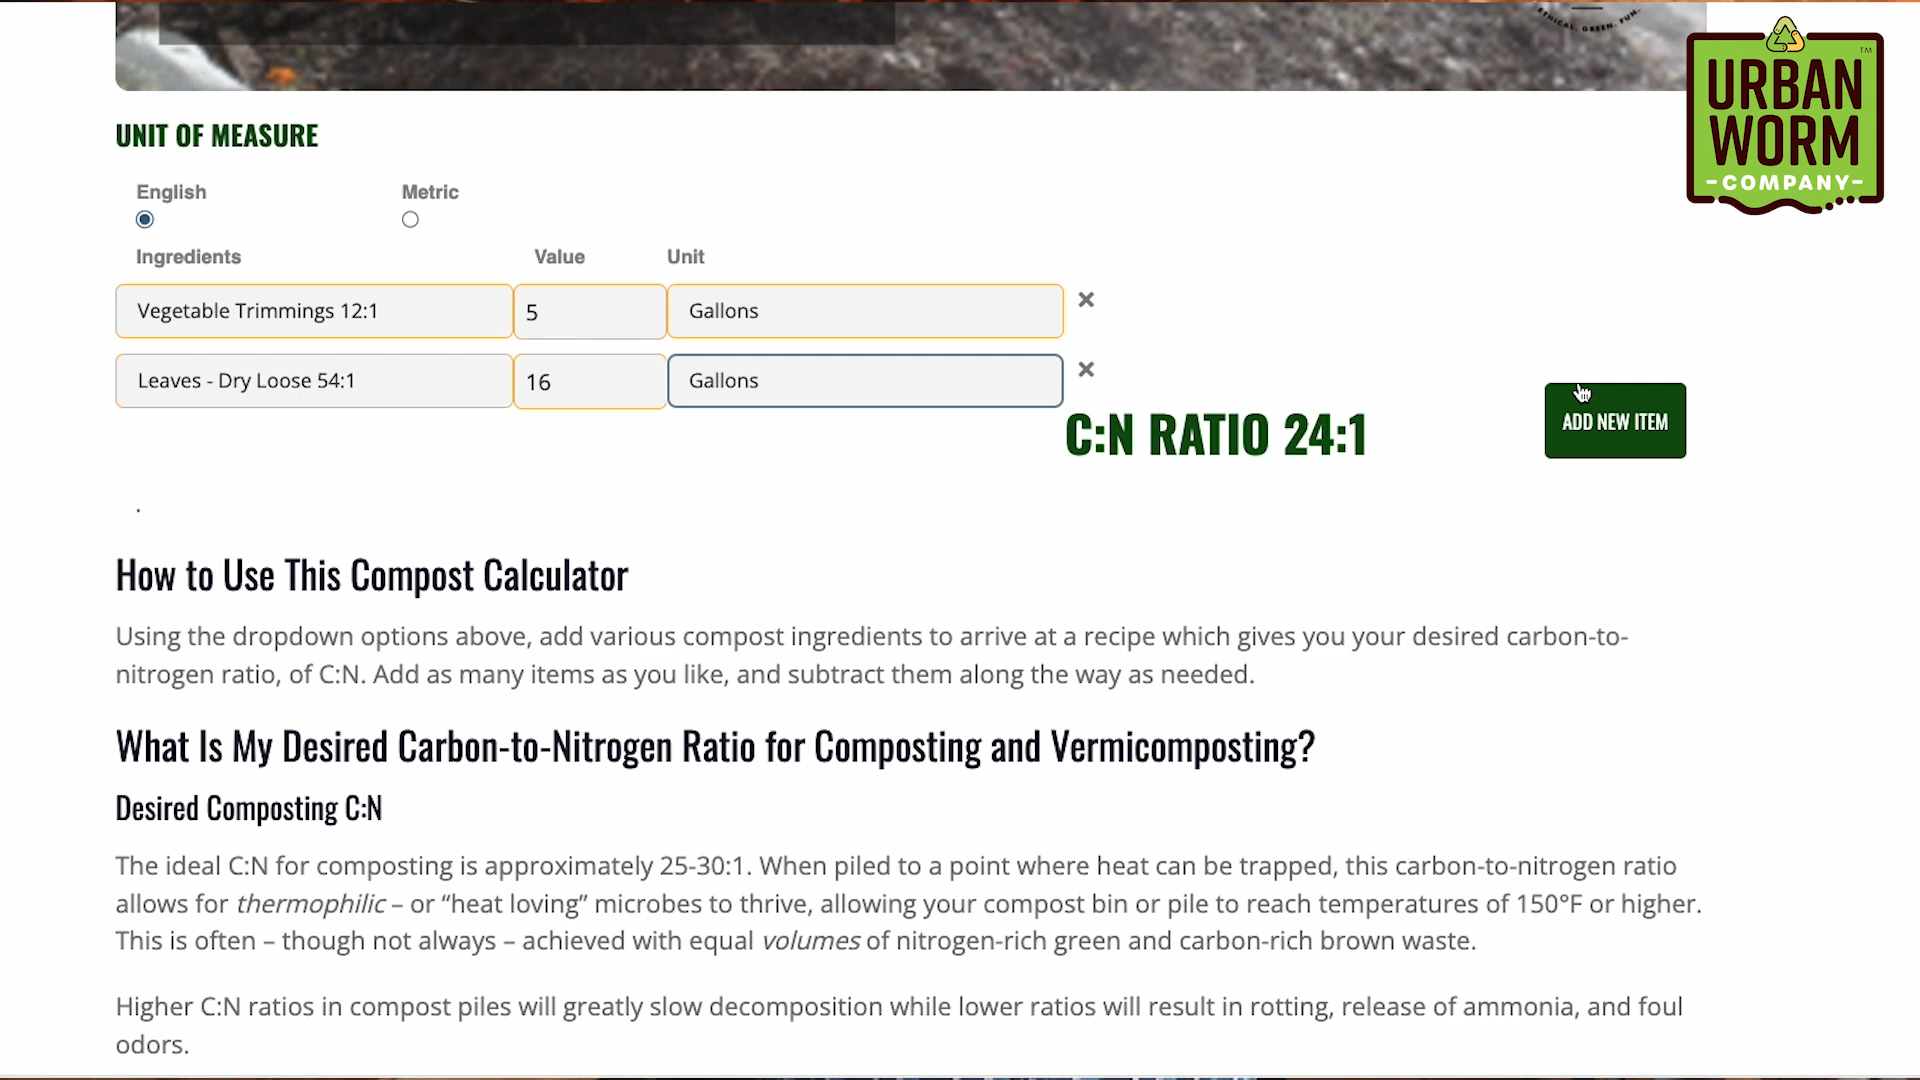 ETHICAL. GREEN. FUN.
URBAN
WORM
-COMPANY-
TM
UNIT OF MEASURE
English Metric
Ingredients Value Unit
Vegetable Trimmings 12:1 5 Gallons
Leaves - Dry Loose 54:1 16 Gallons
C:N RATIO 24:1
ADD NEW ITEM
.
How to Use This Compost Calculator
Using the dropdown options above, add various compost ingredients to arrive at a recipe which gives you your desired carbon-to-
nitrogen ratio, of C:N. Add as many items as you like, and subtract them along the way as needed.
What Is My Desired Carbon-to-Nitrogen Ratio for Composting and Vermicomposting?
Desired Composting C:N
The ideal C:N for composting is approximately 25-30:1. When piled to a point where heat can be trapped, this carbon-to-nitrogen ratio
allows for thermophilic – or “heat loving” microbes to thrive, allowing your compost bin or pile to reach temperatures of 150°F or higher.
This is often – though not always – achieved with equal volumes of nitrogen-rich green and carbon-rich brown waste.
Higher C:N ratios in compost piles will greatly slow decomposition while lower ratios will result in rotting, release of ammonia, and foul
odors.